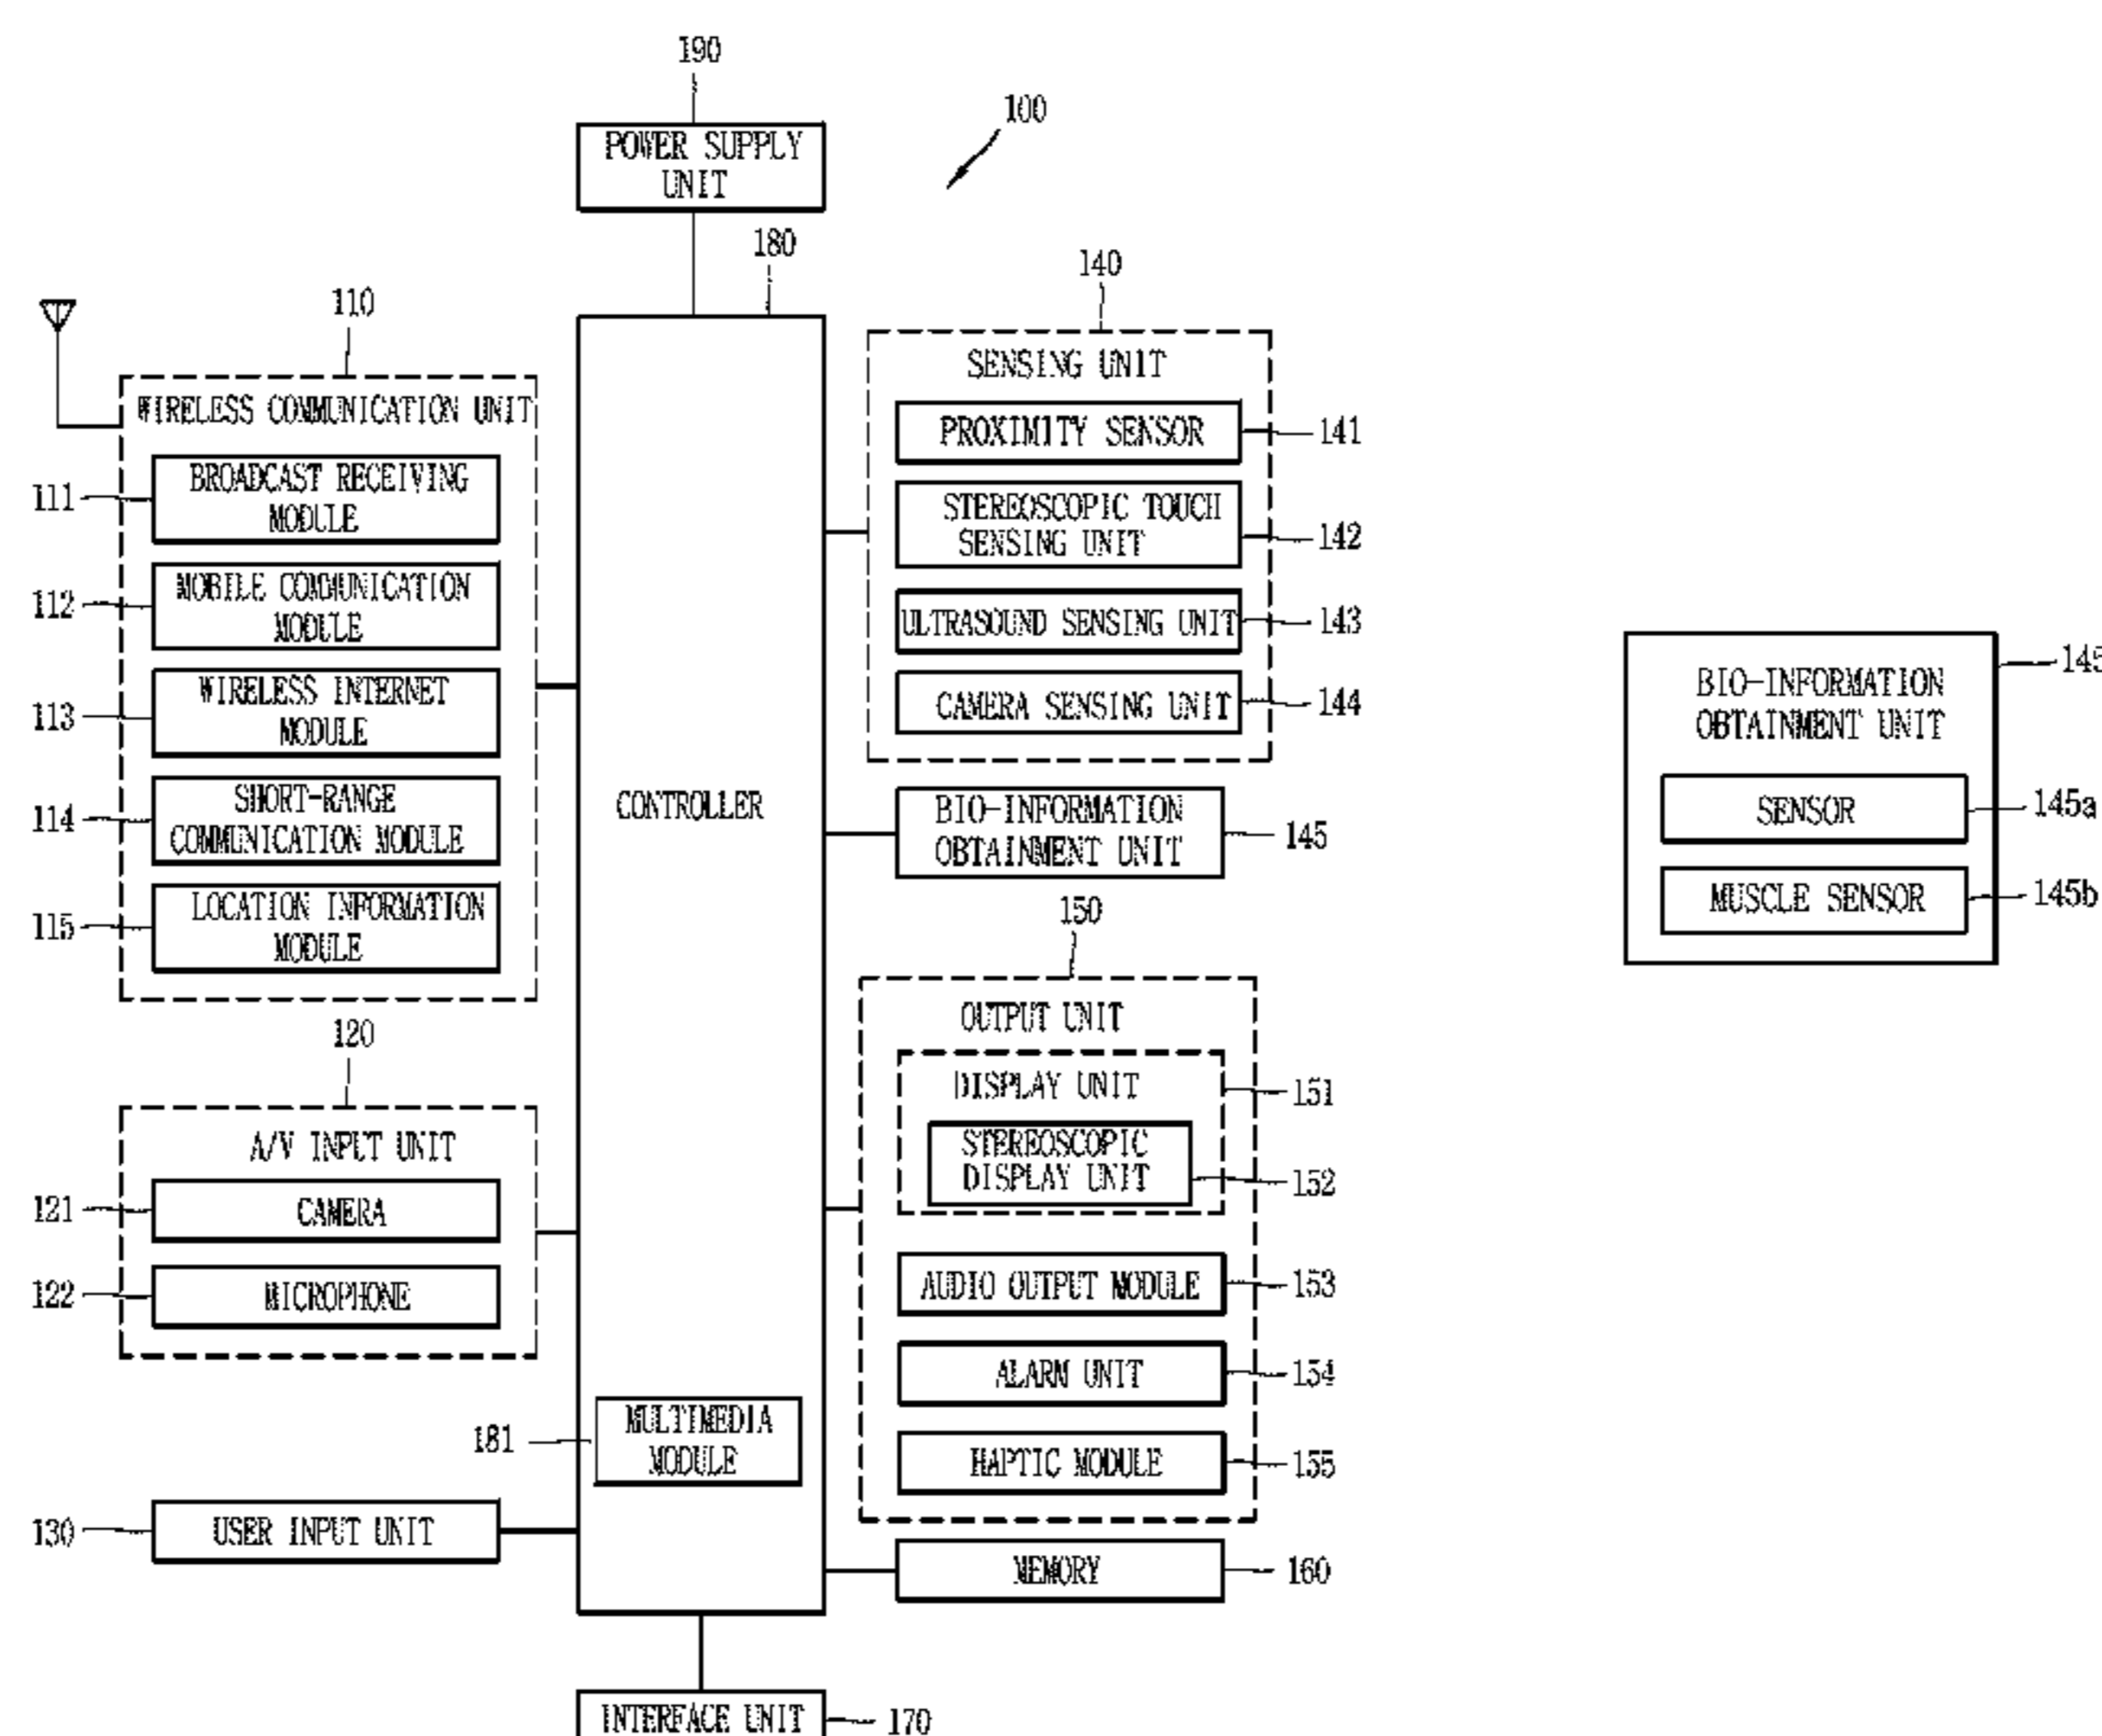 190
POWER SUPPLY
UNIT
100
180
110
WIRELESS COMMUNICATION UNIT
111
BROADCAST RECEIVING
MODULE
112
MOBILE COMMUNICATION
MODULE
113
WIRELESS INTERNET
MODULE
114
SHORT-RANGE
COMMUNICATION MODULE
115
LOCATION INFORMATION
MODULE
120
A/V INPUT UNIT
121
CAMERA
122
MICROPHONE
130
USER INPUT UNIT
CONTROLLER
181
MULTIMEDIA
MODULE
INTERFACE UNIT
170
140
SENSING UNIT
PROXIMITY SENSOR
141
STEREOSCOPIC TOUCH
SENSING UNIT
142
ULTRASOUND SENSING UNIT
143
CAMERA SENSING UNIT
144
BIO-INFORMATION
OBTAINMENT UNIT
145
150
OUTPUT UNIT
DISPLAY UNIT
151
STEREOSCOPIC
DISPLAY UNIT
152
AUDIO OUTPUT MODULE
153
ALARM UNIT
154
HAPTIC MODULE
155
MEMORY
160
BIO-INFORMATION
OBTAINMENT UNIT
145
SENSOR
145a
MUSCLE SENSOR
145b